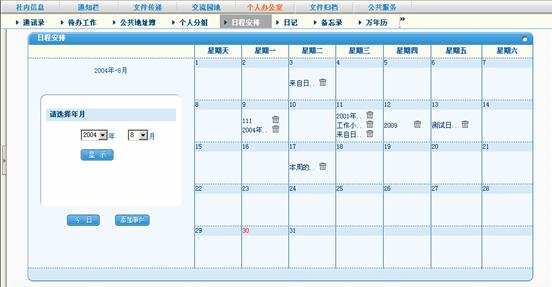 社内信息 通知栏 文件传递 交流园地 个人办公室 文件归档 公共服务
通讯录 待办工作 公共地址簿 个人分组 日程安排 日记 备忘录 万年历 »
日程安排
2004年-8月
请选择年月
2004 年 8 月
显 示
今 日 添加事件
星期天 星期一 星期二 星期三 星期四 星期五 星期六
1 2 3 4 5 6 7
来自日..
8 9 10 11 12 13 14
111
2004年..
2001年..
工作小..
来自日..
2009
测试日..
15 16 17 18 19 20 21
本周的..
22 23 24 25 26 27 28
29 30 31